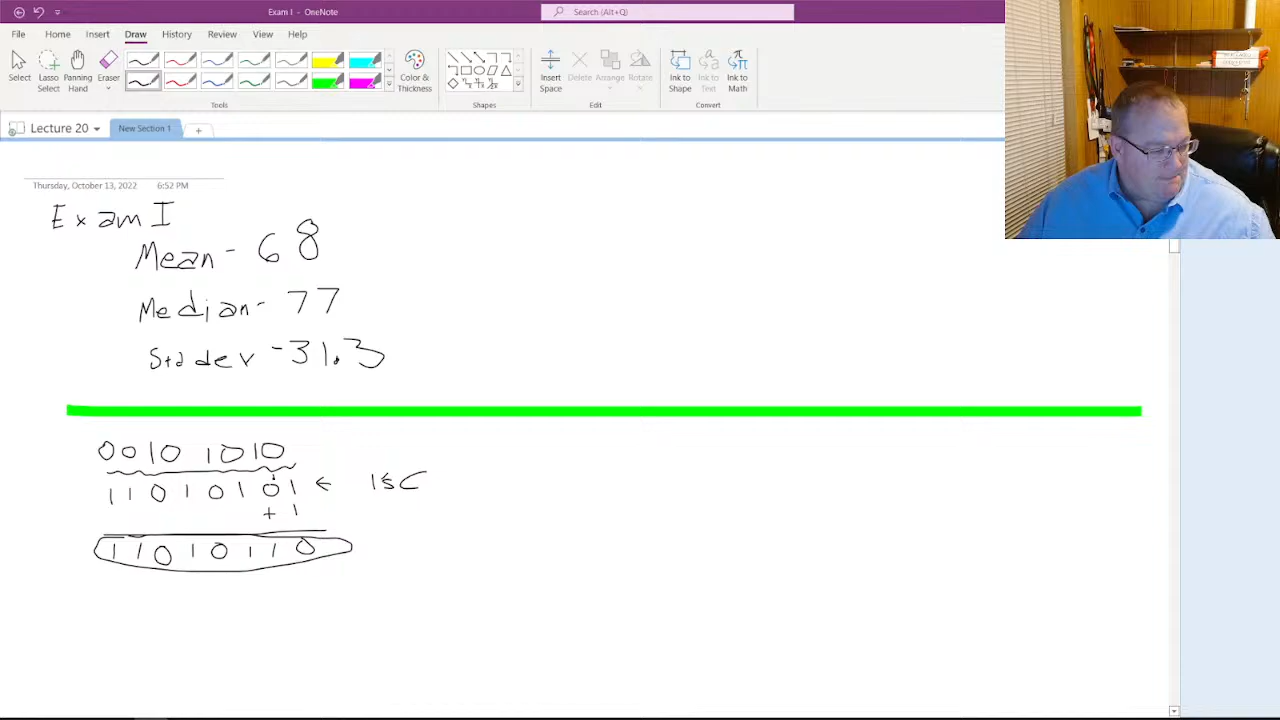 Exam I - OneNote
Search (Alt+Q)
File Home Insert Draw History Review View Help
Select Lasso Select Panning Hand Eraser Color & Thickness Insert Space Delete Arrange Rotate Ink to Shape Ink to Text Ink to Math
Tools Shapes Edit Convert
Lecture 20 New Section 1 +
Thursday, October 13, 2022 6:52 PM
Exam I
Mean - 68
Median - 77
Std dev - 31.3
0010 1010
11010101 ← 1sC
+ 1
11010110